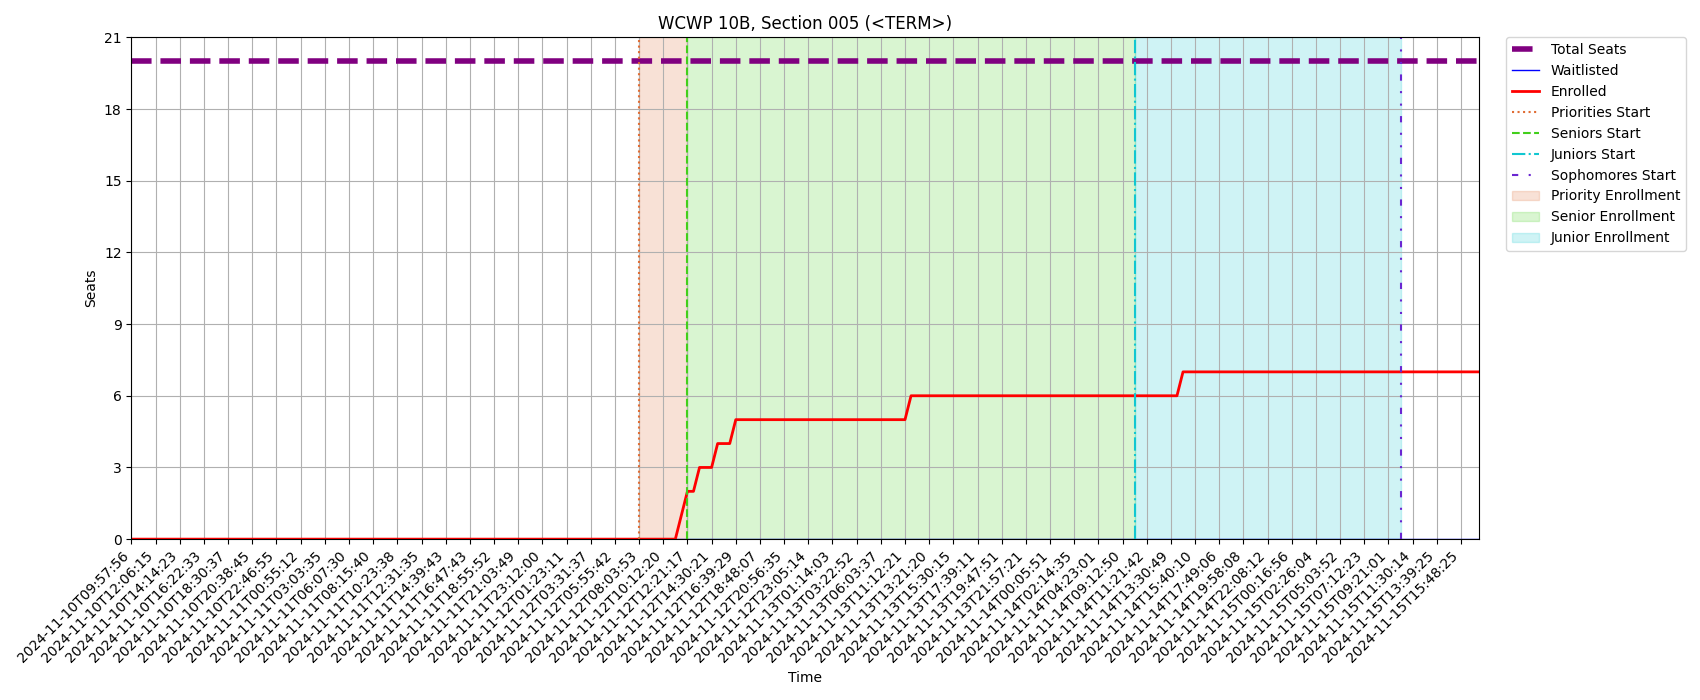 WCWP 10B, Section 005 (<TERM>)
21
18
15
12
9
6
3
0
Seats
Total Seats
Waitlisted
Enrolled
Priorities Start
Seniors Start
Juniors Start
Sophomores Start
Priority Enrollment
Senior Enrollment
Junior Enrollment
2024-11-10T09:57:56
2024-11-10T12:06:15
2024-11-10T14:14:23
2024-11-10T16:22:33
2024-11-10T18:30:37
2024-11-10T20:38:45
2024-11-10T22:46:55
2024-11-11T00:55:12
2024-11-11T03:03:35
2024-11-11T06:07:30
2024-11-11T08:15:40
2024-11-11T10:23:38
2024-11-11T12:31:35
2024-11-11T14:39:43
2024-11-11T16:47:43
2024-11-11T18:55:52
2024-11-11T21:03:49
2024-11-11T23:12:00
2024-11-12T01:23:11
2024-11-12T03:31:37
2024-11-12T05:55:42
2024-11-12T08:03:53
2024-11-12T10:12:20
2024-11-12T12:21:17
2024-11-12T14:30:21
2024-11-12T16:39:29
2024-11-12T18:48:07
2024-11-12T20:56:35
2024-11-12T23:05:14
2024-11-13T01:14:03
2024-11-13T03:22:52
2024-11-13T06:03:37
2024-11-13T11:12:21
2024-11-13T13:21:20
2024-11-13T15:30:15
2024-11-13T17:39:11
2024-11-13T19:47:51
2024-11-13T21:57:21
2024-11-14T00:05:51
2024-11-14T02:14:35
2024-11-14T04:23:01
2024-11-14T09:12:50
2024-11-14T11:21:42
2024-11-14T13:30:49
2024-11-14T15:40:10
2024-11-14T17:49:06
2024-11-14T19:58:08
2024-11-14T22:08:12
2024-11-15T00:16:56
2024-11-15T02:26:04
2024-11-15T05:03:52
2024-11-15T07:12:23
2024-11-15T09:21:01
2024-11-15T11:30:14
2024-11-15T13:39:25
2024-11-15T15:48:25
Time